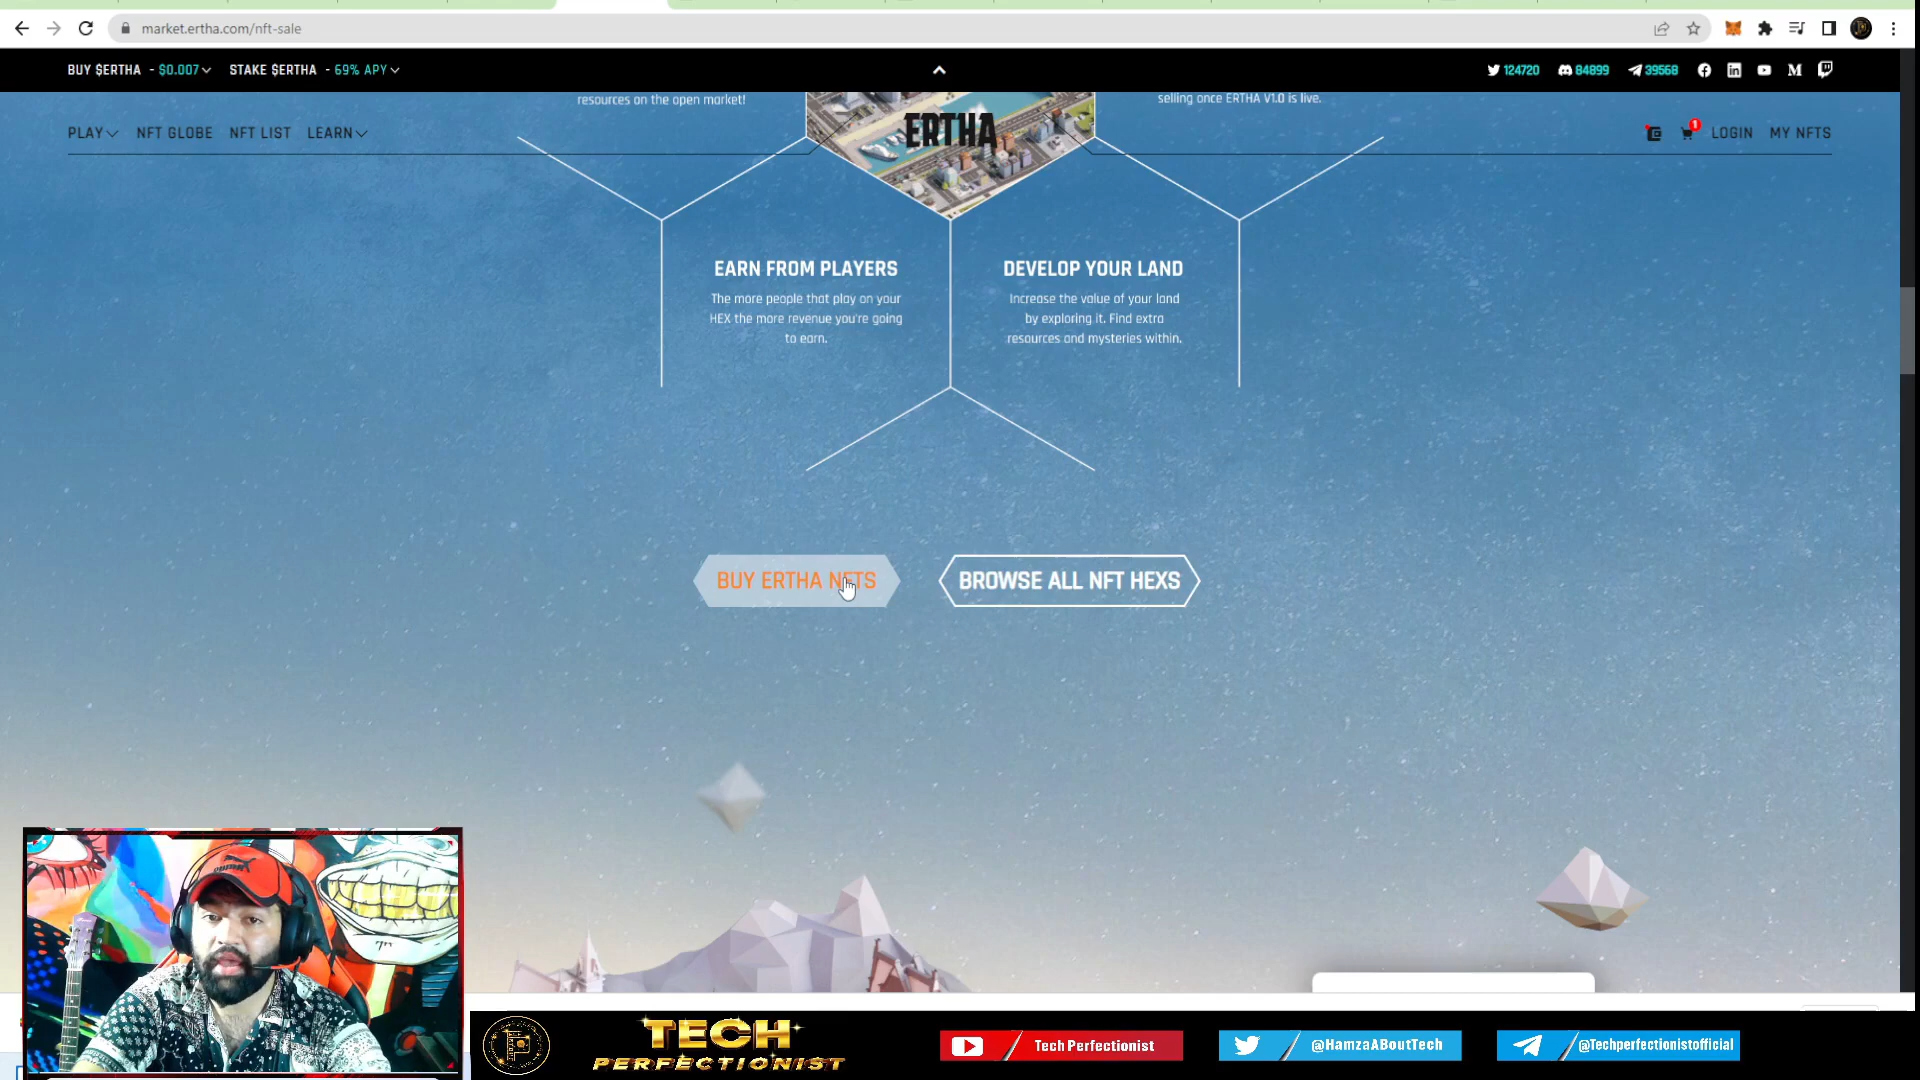 market.ertha.com/nft-sale
BUY $ERTHA - $0.007 STAKE $ERTHA - 69% APY
124720 84899 39568
resources on the open market!
selling once ERTHA V1.0 is live.
PLAY NFT GLOBE NFT LIST LEARN
ERTHA
1 LOGIN MY NFTS
EARN FROM PLAYERS
The more people that play on your
HEX the more revenue you're going
to earn.
DEVELOP YOUR LAND
Increase the value of your land
by exploring it. Find extra
resources and mysteries within.
BUY ERTHA NFTS
BROWSE ALL NFT HEXS
TECH
PERFECTIONIST
Tech Perfectionist
@HamzaABoutTech
@Techperfectionistofficial